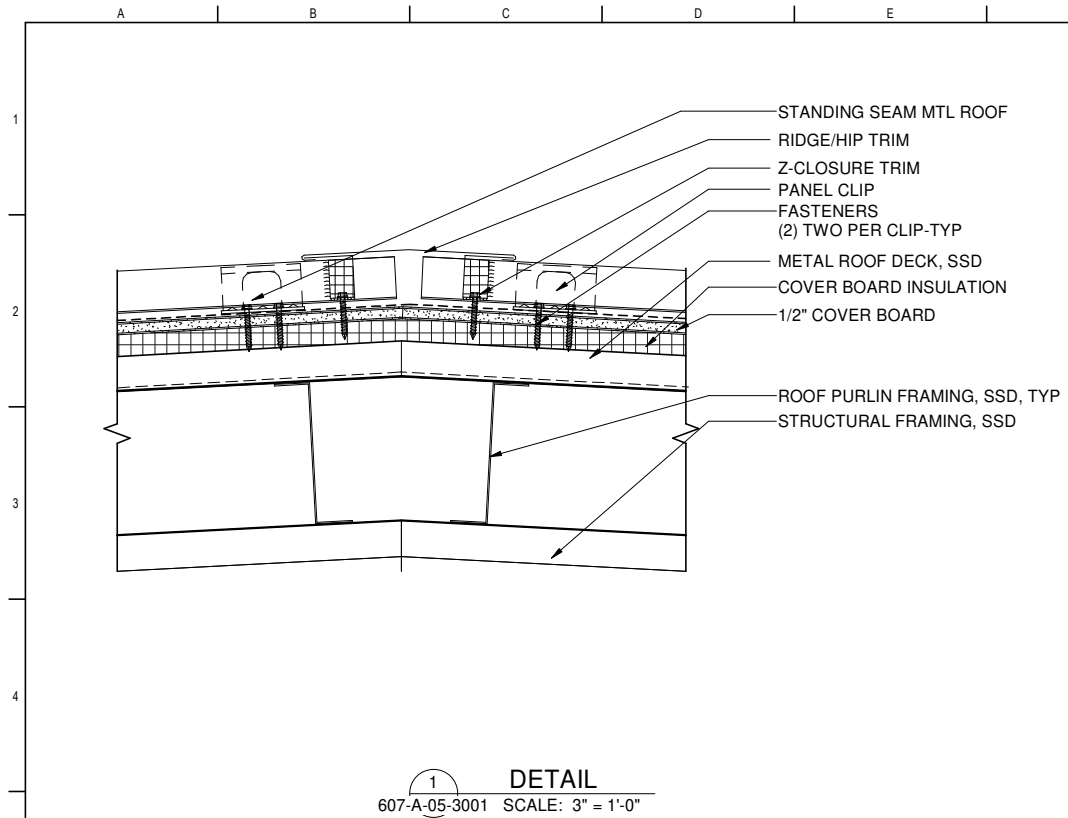 A B C D E
1
STANDING SEAM MTL ROOF
RIDGE/HIP TRIM
Z-CLOSURE TRIM
PANEL CLIP
FASTENERS
(2) TWO PER CLIP-TYP
METAL ROOF DECK, SSD
COVER BOARD INSULATION
2
1/2" COVER BOARD
ROOF PURLIN FRAMING, SSD, TYP
STRUCTURAL FRAMING, SSD
3
4
1 DETAIL
607-A-05-3001 SCALE: 3" = 1'-0"